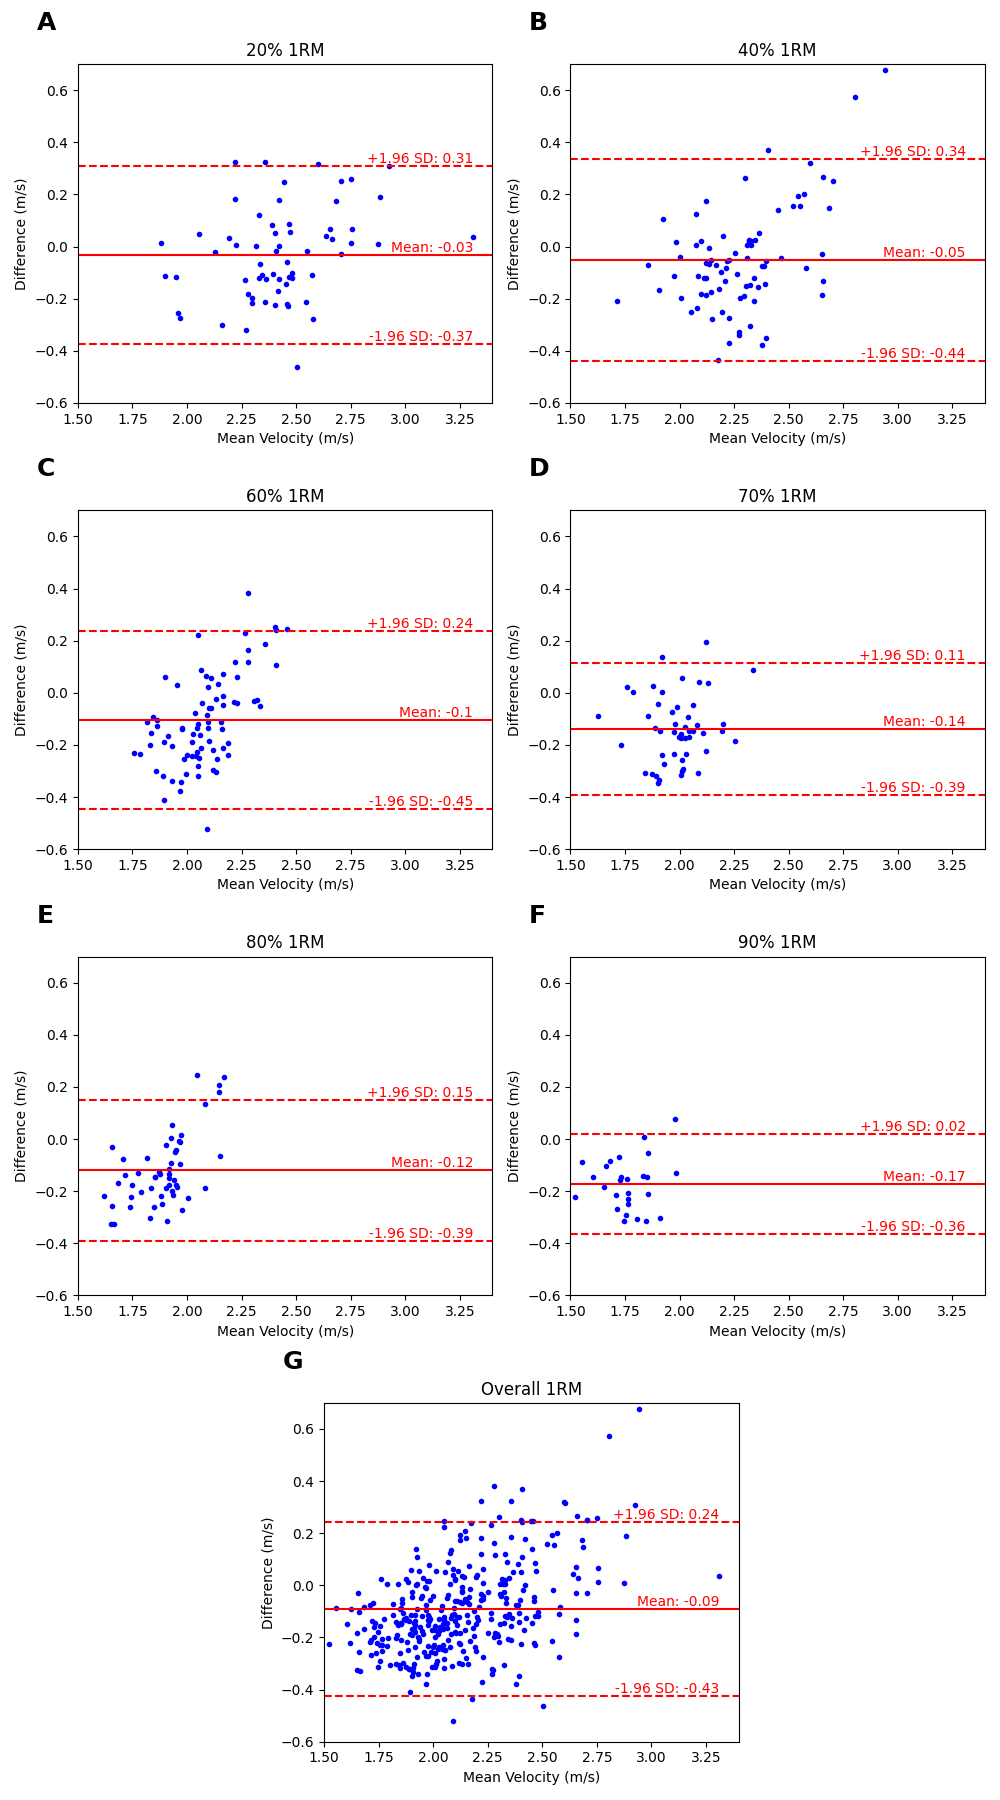 A
20% 1RM
0.6
0.4
0.2
0.0
−0.2
−0.4
−0.6
Difference (m/s)
+1.96 SD: 0.31
Mean: -0.03
-1.96 SD: -0.37
1.50 1.75 2.00 2.25 2.50 2.75 3.00 3.25
Mean Velocity (m/s)
B
40% 1RM
0.6
0.4
0.2
0.0
−0.2
−0.4
−0.6
Difference (m/s)
+1.96 SD: 0.34
Mean: -0.05
-1.96 SD: -0.44
1.50 1.75 2.00 2.25 2.50 2.75 3.00 3.25
Mean Velocity (m/s)
C
60% 1RM
0.6
0.4
0.2
0.0
−0.2
−0.4
−0.6
Difference (m/s)
+1.96 SD: 0.24
Mean: -0.1
-1.96 SD: -0.45
1.50 1.75 2.00 2.25 2.50 2.75 3.00 3.25
Mean Velocity (m/s)
D
70% 1RM
0.6
0.4
0.2
0.0
−0.2
−0.4
−0.6
Difference (m/s)
+1.96 SD: 0.11
Mean: -0.14
-1.96 SD: -0.39
1.50 1.75 2.00 2.25 2.50 2.75 3.00 3.25
Mean Velocity (m/s)
E
80% 1RM
0.6
0.4
0.2
0.0
−0.2
−0.4
−0.6
Difference (m/s)
+1.96 SD: 0.15
Mean: -0.12
-1.96 SD: -0.39
1.50 1.75 2.00 2.25 2.50 2.75 3.00 3.25
Mean Velocity (m/s)
F
90% 1RM
0.6
0.4
0.2
0.0
−0.2
−0.4
−0.6
Difference (m/s)
+1.96 SD: 0.02
Mean: -0.17
-1.96 SD: -0.36
1.50 1.75 2.00 2.25 2.50 2.75 3.00 3.25
Mean Velocity (m/s)
G
Overall 1RM
0.6
0.4
0.2
0.0
−0.2
−0.4
−0.6
Difference (m/s)
+1.96 SD: 0.24
Mean: -0.09
-1.96 SD: -0.43
1.50 1.75 2.00 2.25 2.50 2.75 3.00 3.25
Mean Velocity (m/s)